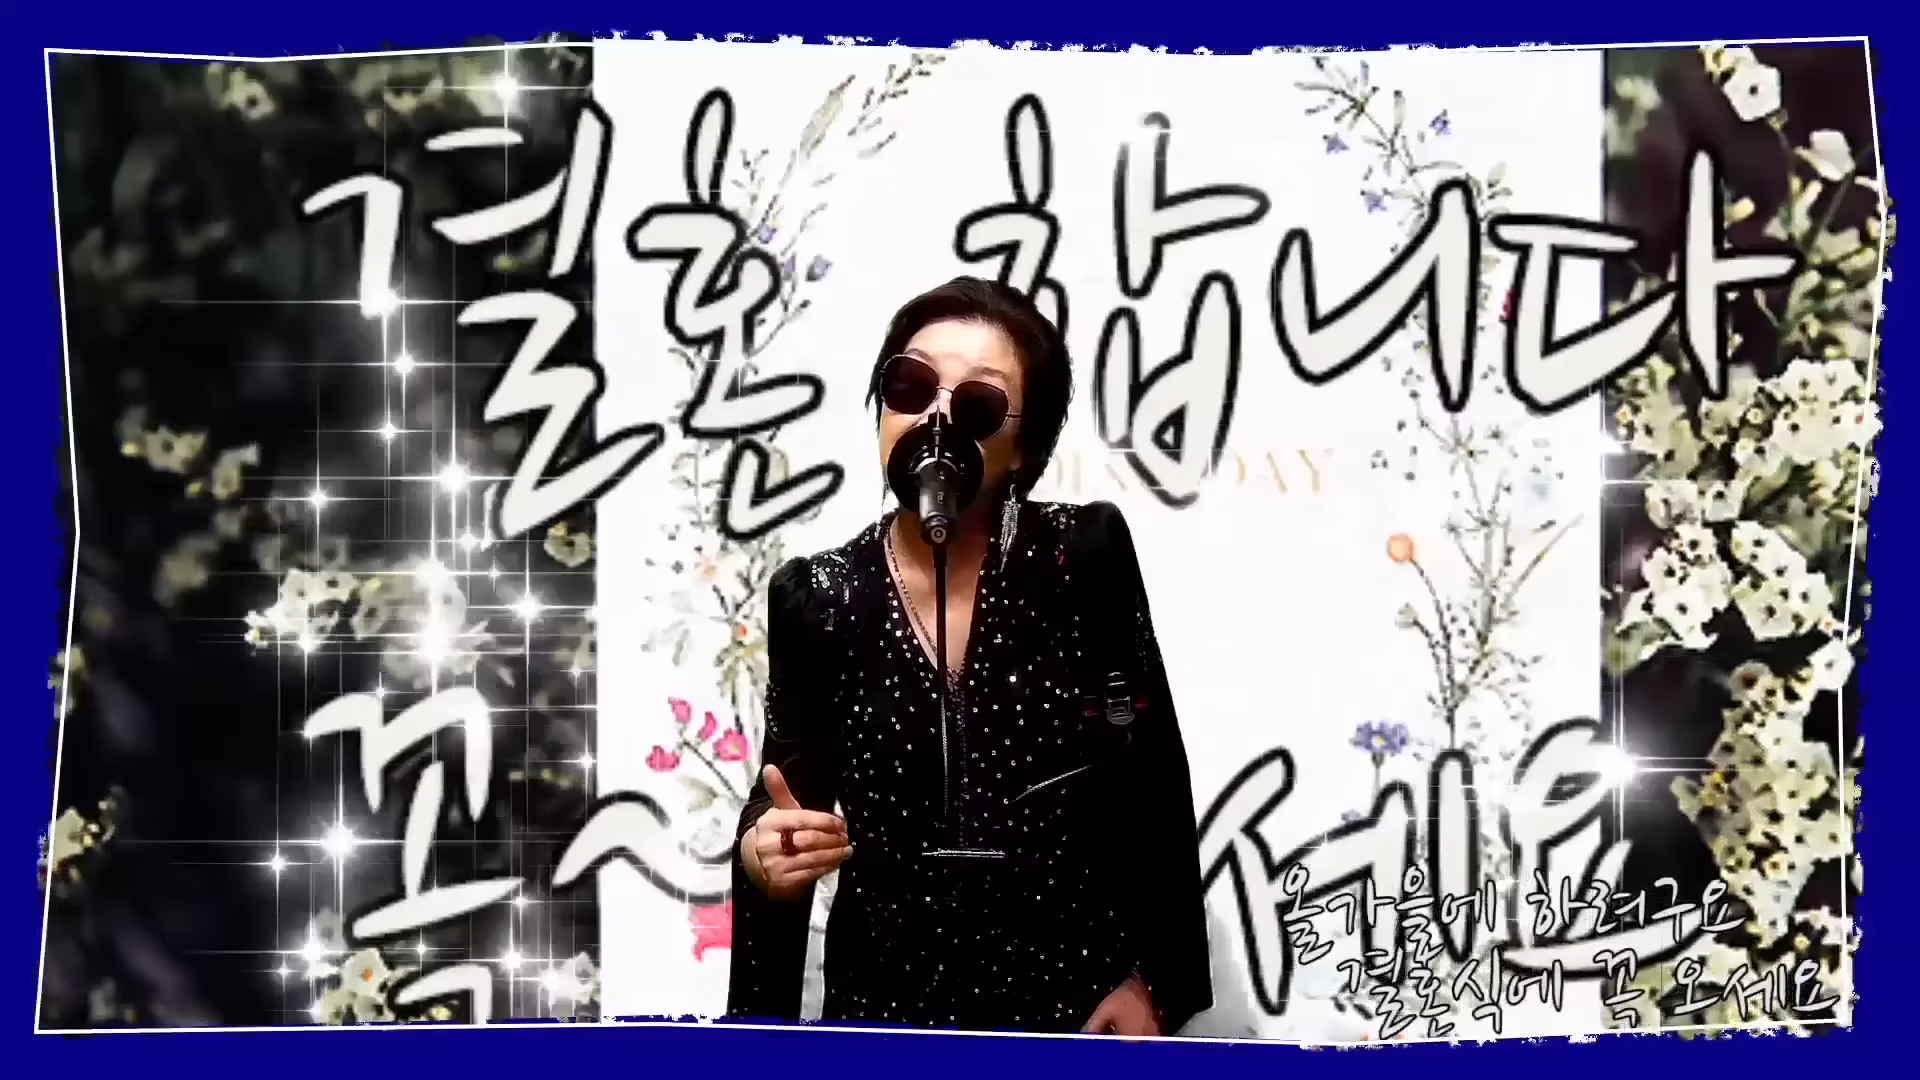 결혼 합니다
DAY
꼭~ 세요
올가을에 하려구요
결혼식에 꼭 오세요